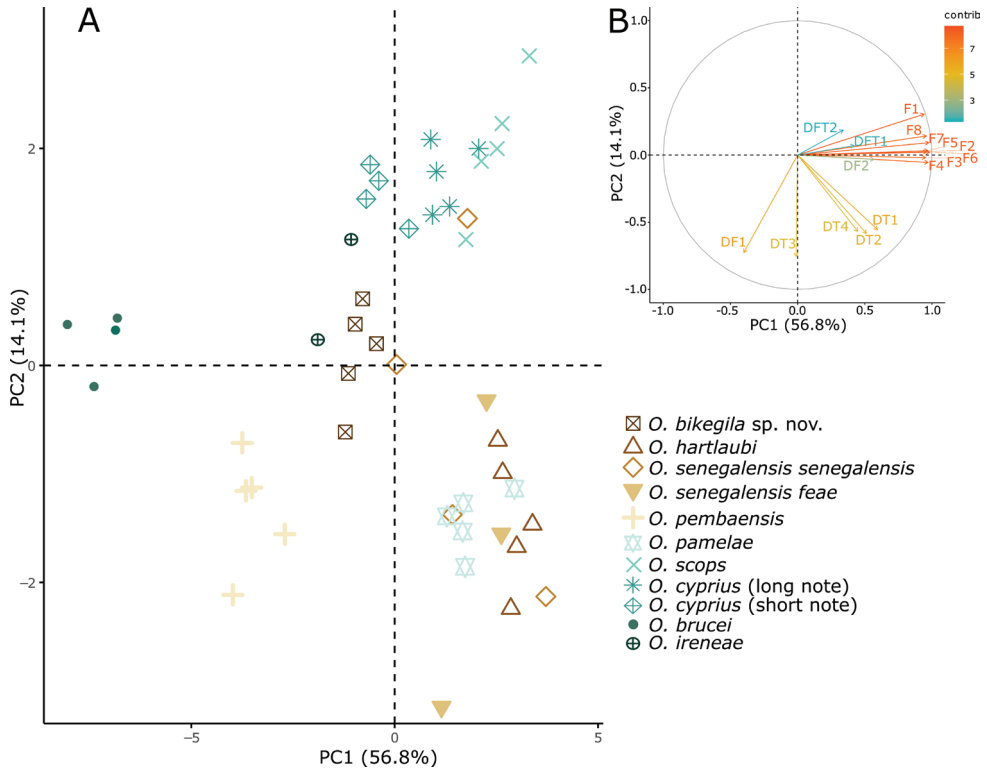 A
PC2 (14.1%)
2
0
−2
−5
0
5
PC1 (56.8%)
B
contrib
7
5
3
PC2 (14.1%)
1.0
0.5
0.0
-0.5
-1.0
-1.0
-0.5
0.0
0.5
1.0
PC1 (56.8%)
F1
DFT2
F8
DFT1
F7
F5
F2
DF2
F4
F3
F6
DT1
DT4
DT2
DF1
DT3
O. bikegila sp. nov.
O. hartlaubi
O. senegalensis senegalensis
O. senegalensis feae
O. pembaensis
O. pamelae
O. scops
O. cyprius (long note)
O. cyprius (short note)
O. brucei
O. ireneae